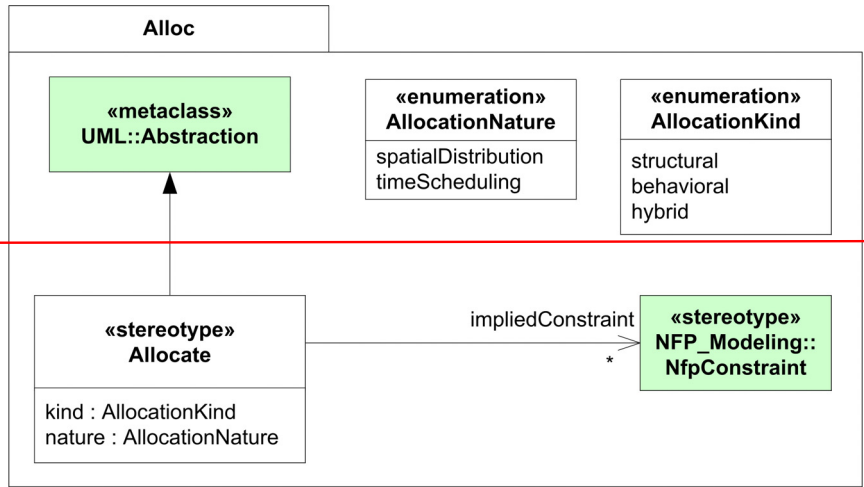 Alloc
«metaclass»
UML::Abstraction
«enumeration»
AllocationNature
spatialDistribution
timeScheduling
«enumeration»
AllocationKind
structural
behavioral
hybrid
«stereotype»
Allocate
kind : AllocationKind
nature : AllocationNature
impliedConstraint
*
«stereotype»
NFP_Modeling::
NfpConstraint